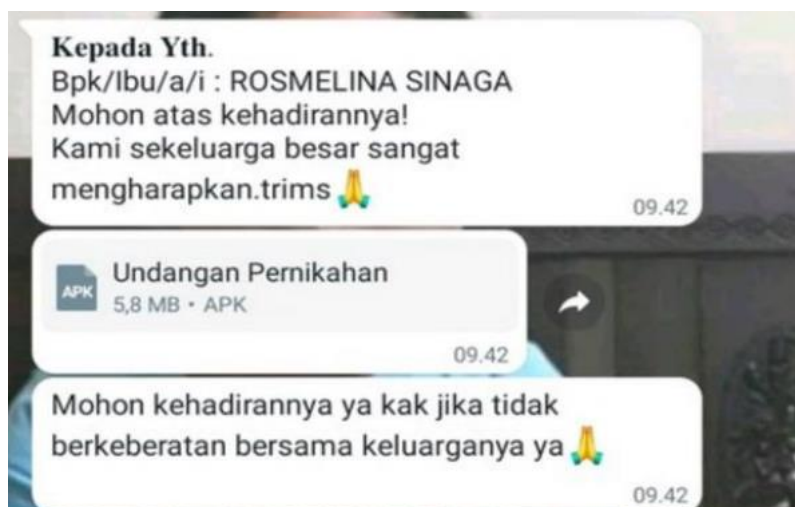 Kepada Yth.
Bpk/Ibu/a/i : ROSMELINA SINAGA
Mohon atas kehadirannya!
Kami sekeluarga besar sangat
mengharapkan.trims🙏
09.42
APK
Undangan Pernikahan
5,8 MB • APK
09.42
Mohon kehadirannya ya kak jika tidak
berkeberatan bersama keluarganya ya🙏
09.42